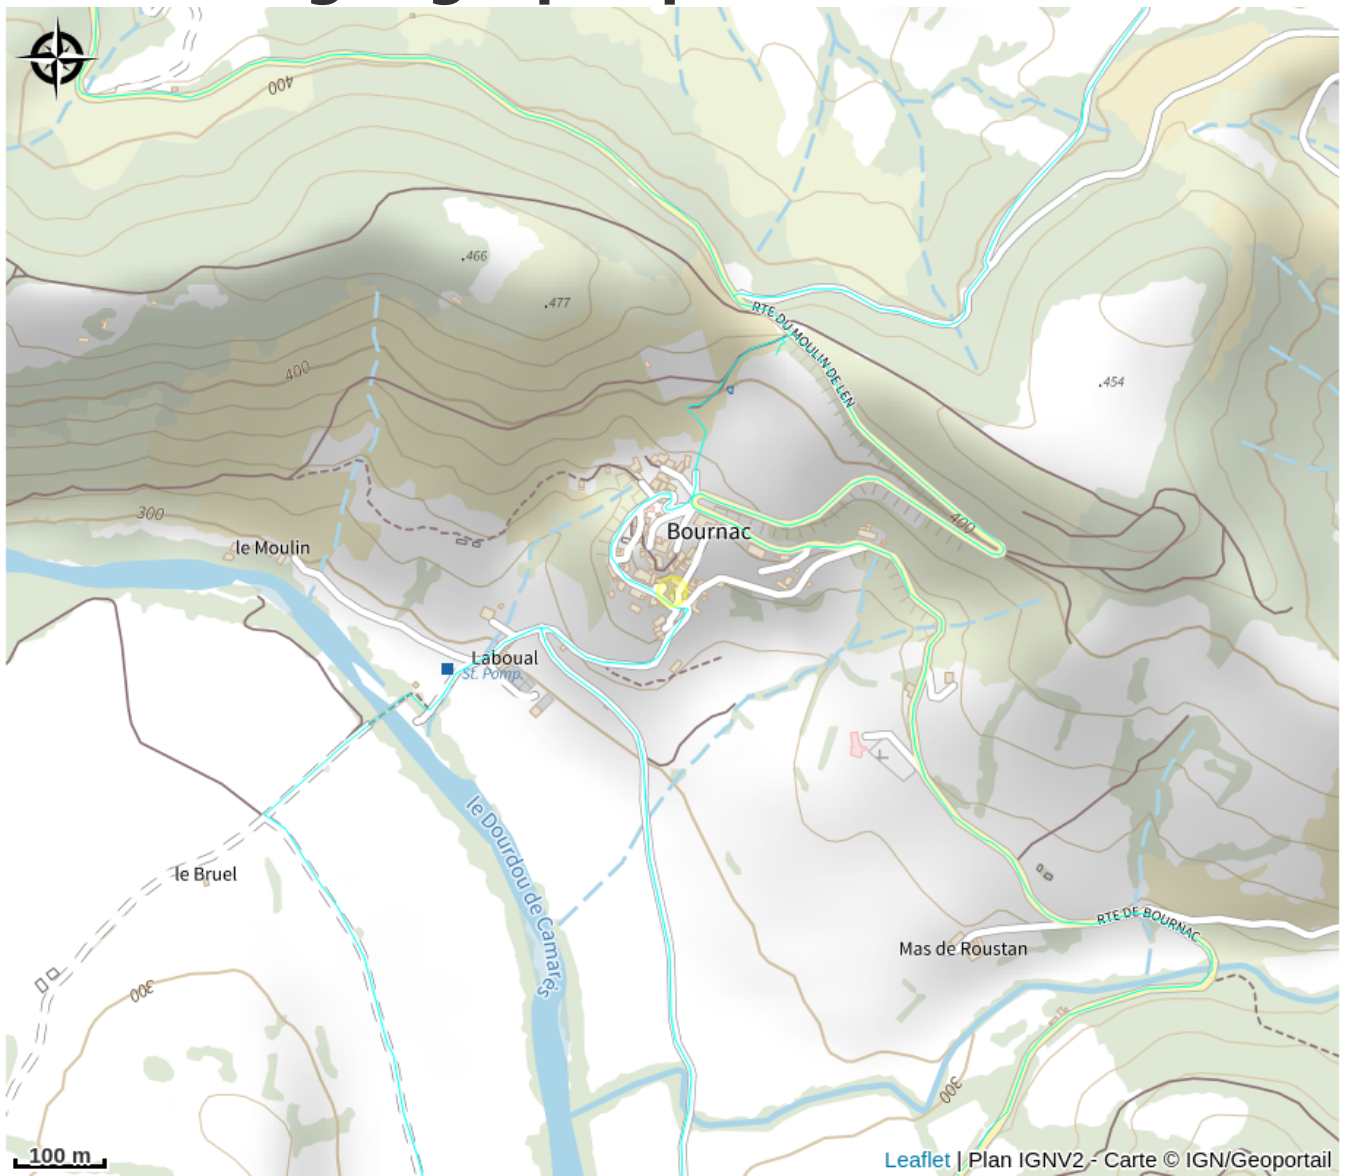 400
.466
.477
RTE DU MOULIN DE LEN
400
.454
300
le Moulin
Bournac
400
Laboual
St. Pomp.
le Dourdou de Camarès
le Bruel
RTE DE BOURNAC
Mas de Roustan
300
300
100 m
Leaflet | Plan IGNV2 - Carte © IGN/Geoportail